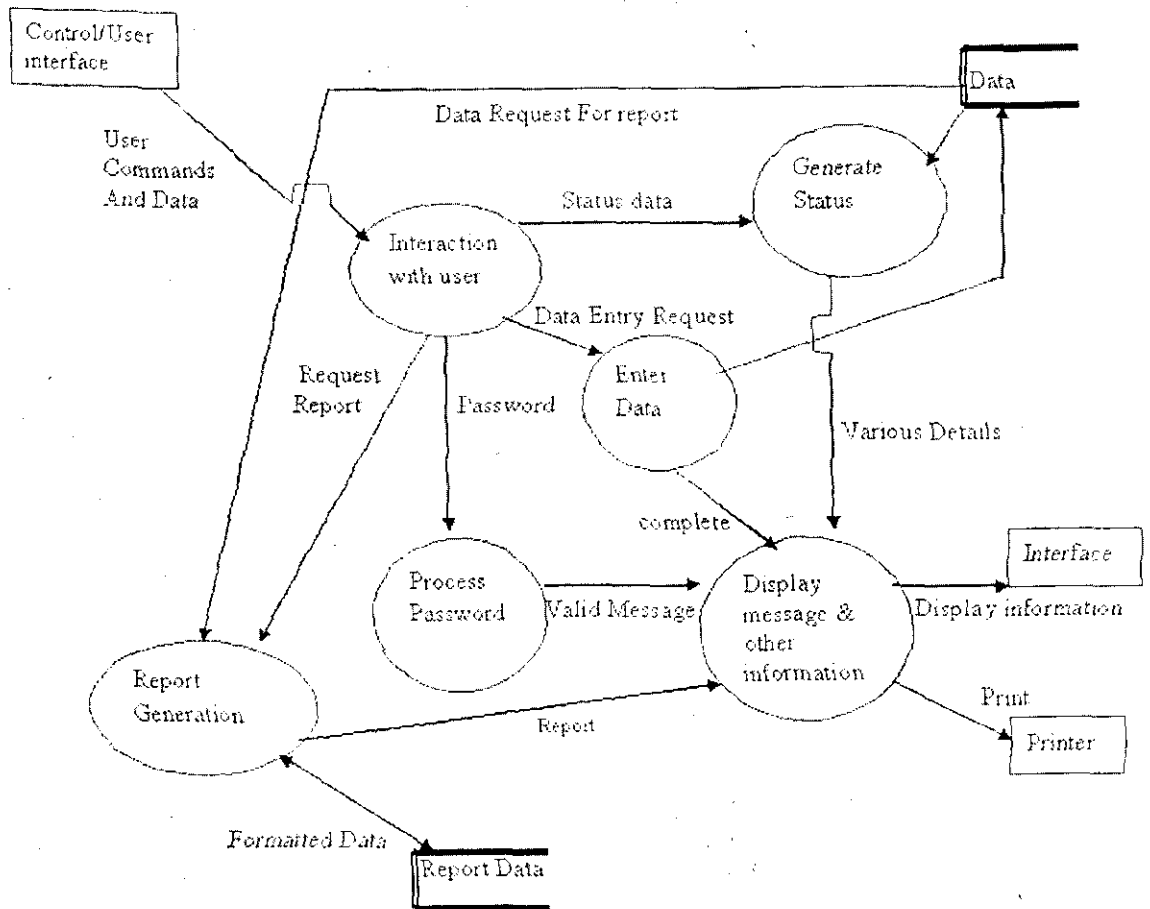 Control/User
interface
Data
Data Request For report
User
Commands
And Data
Generate
Status
Status data
Interaction
with user
Data Entry Request
Request
Report
Password
Enter
Data
Various Details
complete
Process
Password
Valid Message
Display
message &
other
information
Interface
Display information
Report
Generation
Report
Print
Printer
Formatted Data
Report Data